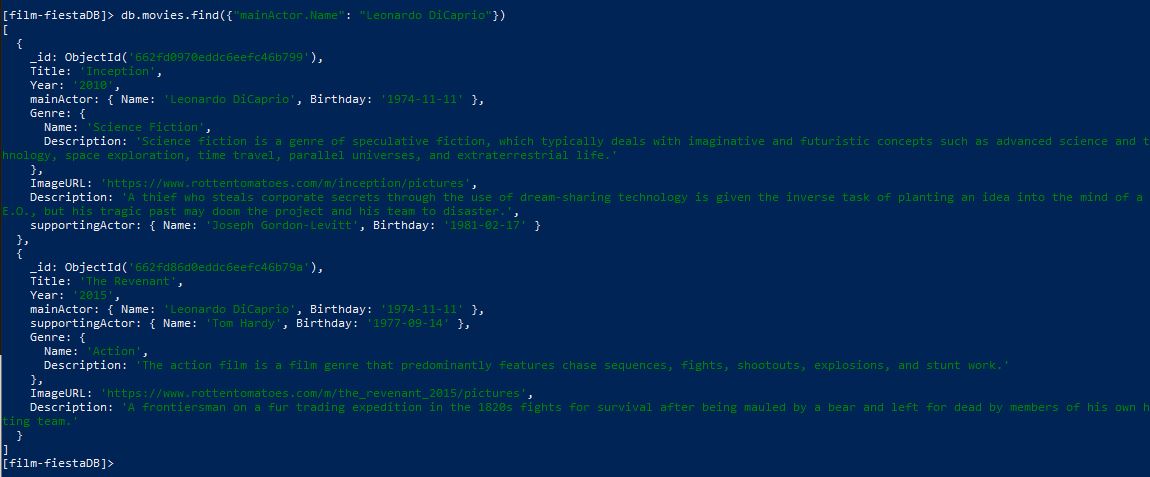 [film-fiestaDB]> db.movies.find({"mainActor.Name": "Leonardo DiCaprio"})
[
  {
    _id: ObjectId('662fd0970eddc6eefc46b799'),
    Title: 'Inception',
    Year: '2010',
    mainActor: { Name: 'Leonardo DiCaprio', Birthday: '1974-11-11' },
    Genre: {
      Name: 'Science Fiction',
      Description: 'Science fiction is a genre of speculative fiction, which typically deals with imaginative and futuristic concepts such as advanced science and t
hnology, space exploration, time travel, parallel universes, and extraterrestrial life.'
    },
    ImageURL: 'https://www.rottentomatoes.com/m/inception/pictures',
    Description: 'A thief who steals corporate secrets through the use of dream-sharing technology is given the inverse task of planting an idea into the mind of a
E.O., but his tragic past may doom the project and his team to disaster.',
    supportingActor: { Name: 'Joseph Gordon-Levitt', Birthday: '1981-02-17' }
  },
  {
    _id: ObjectId('662fd86d0eddc6eefc46b79a'),
    Title: 'The Revenant',
    Year: '2015',
    mainActor: { Name: 'Leonardo DiCaprio', Birthday: '1974-11-11' },
    supportingActor: { Name: 'Tom Hardy', Birthday: '1977-09-14' },
    Genre: {
      Name: 'Action',
      Description: 'The action film is a film genre that predominantly features chase sequences, fights, shootouts, explosions, and stunt work.'
    },
    ImageURL: 'https://www.rottentomatoes.com/m/the_revenant_2015/pictures',
    Description: 'A frontiersman on a fur trading expedition in the 1820s fights for survival after being mauled by a bear and left for dead by members of his own h
ting team.'
  }
]
[film-fiestaDB]>